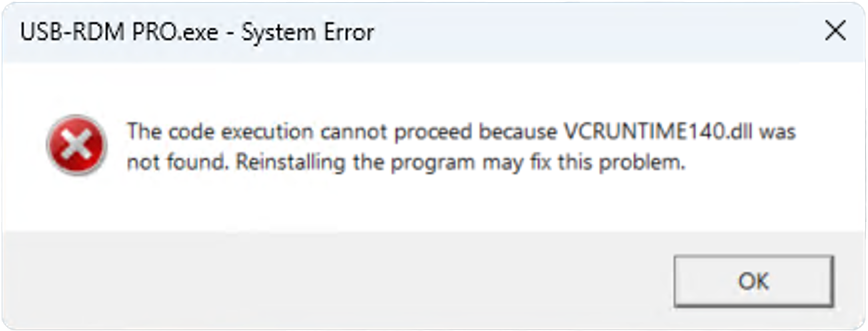 USB-RDM PRO.exe - System Error
The code execution cannot proceed because VCRUNTIME140.dll was
not found. Reinstalling the program may fix this problem.
OK